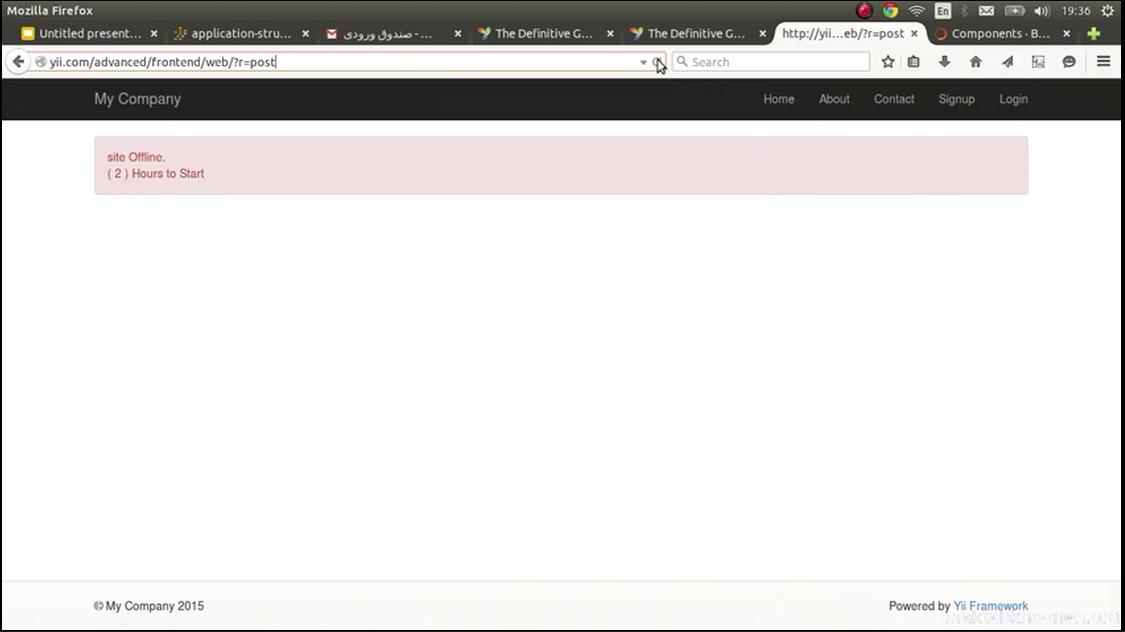 Mozilla Firefox
En
19:36
Untitled present...
application-stru...
صندوق ورودی - ...
The Definitive G...
The Definitive G...
http://yii...eb/?r=post
Components - B...
yii.com/advanced/frontend/web/?r=post
Search
My Company
Home
About
Contact
Signup
Login
site Offline.
( 2 ) Hours to Start
© My Company 2015
Powered by Yii Framework